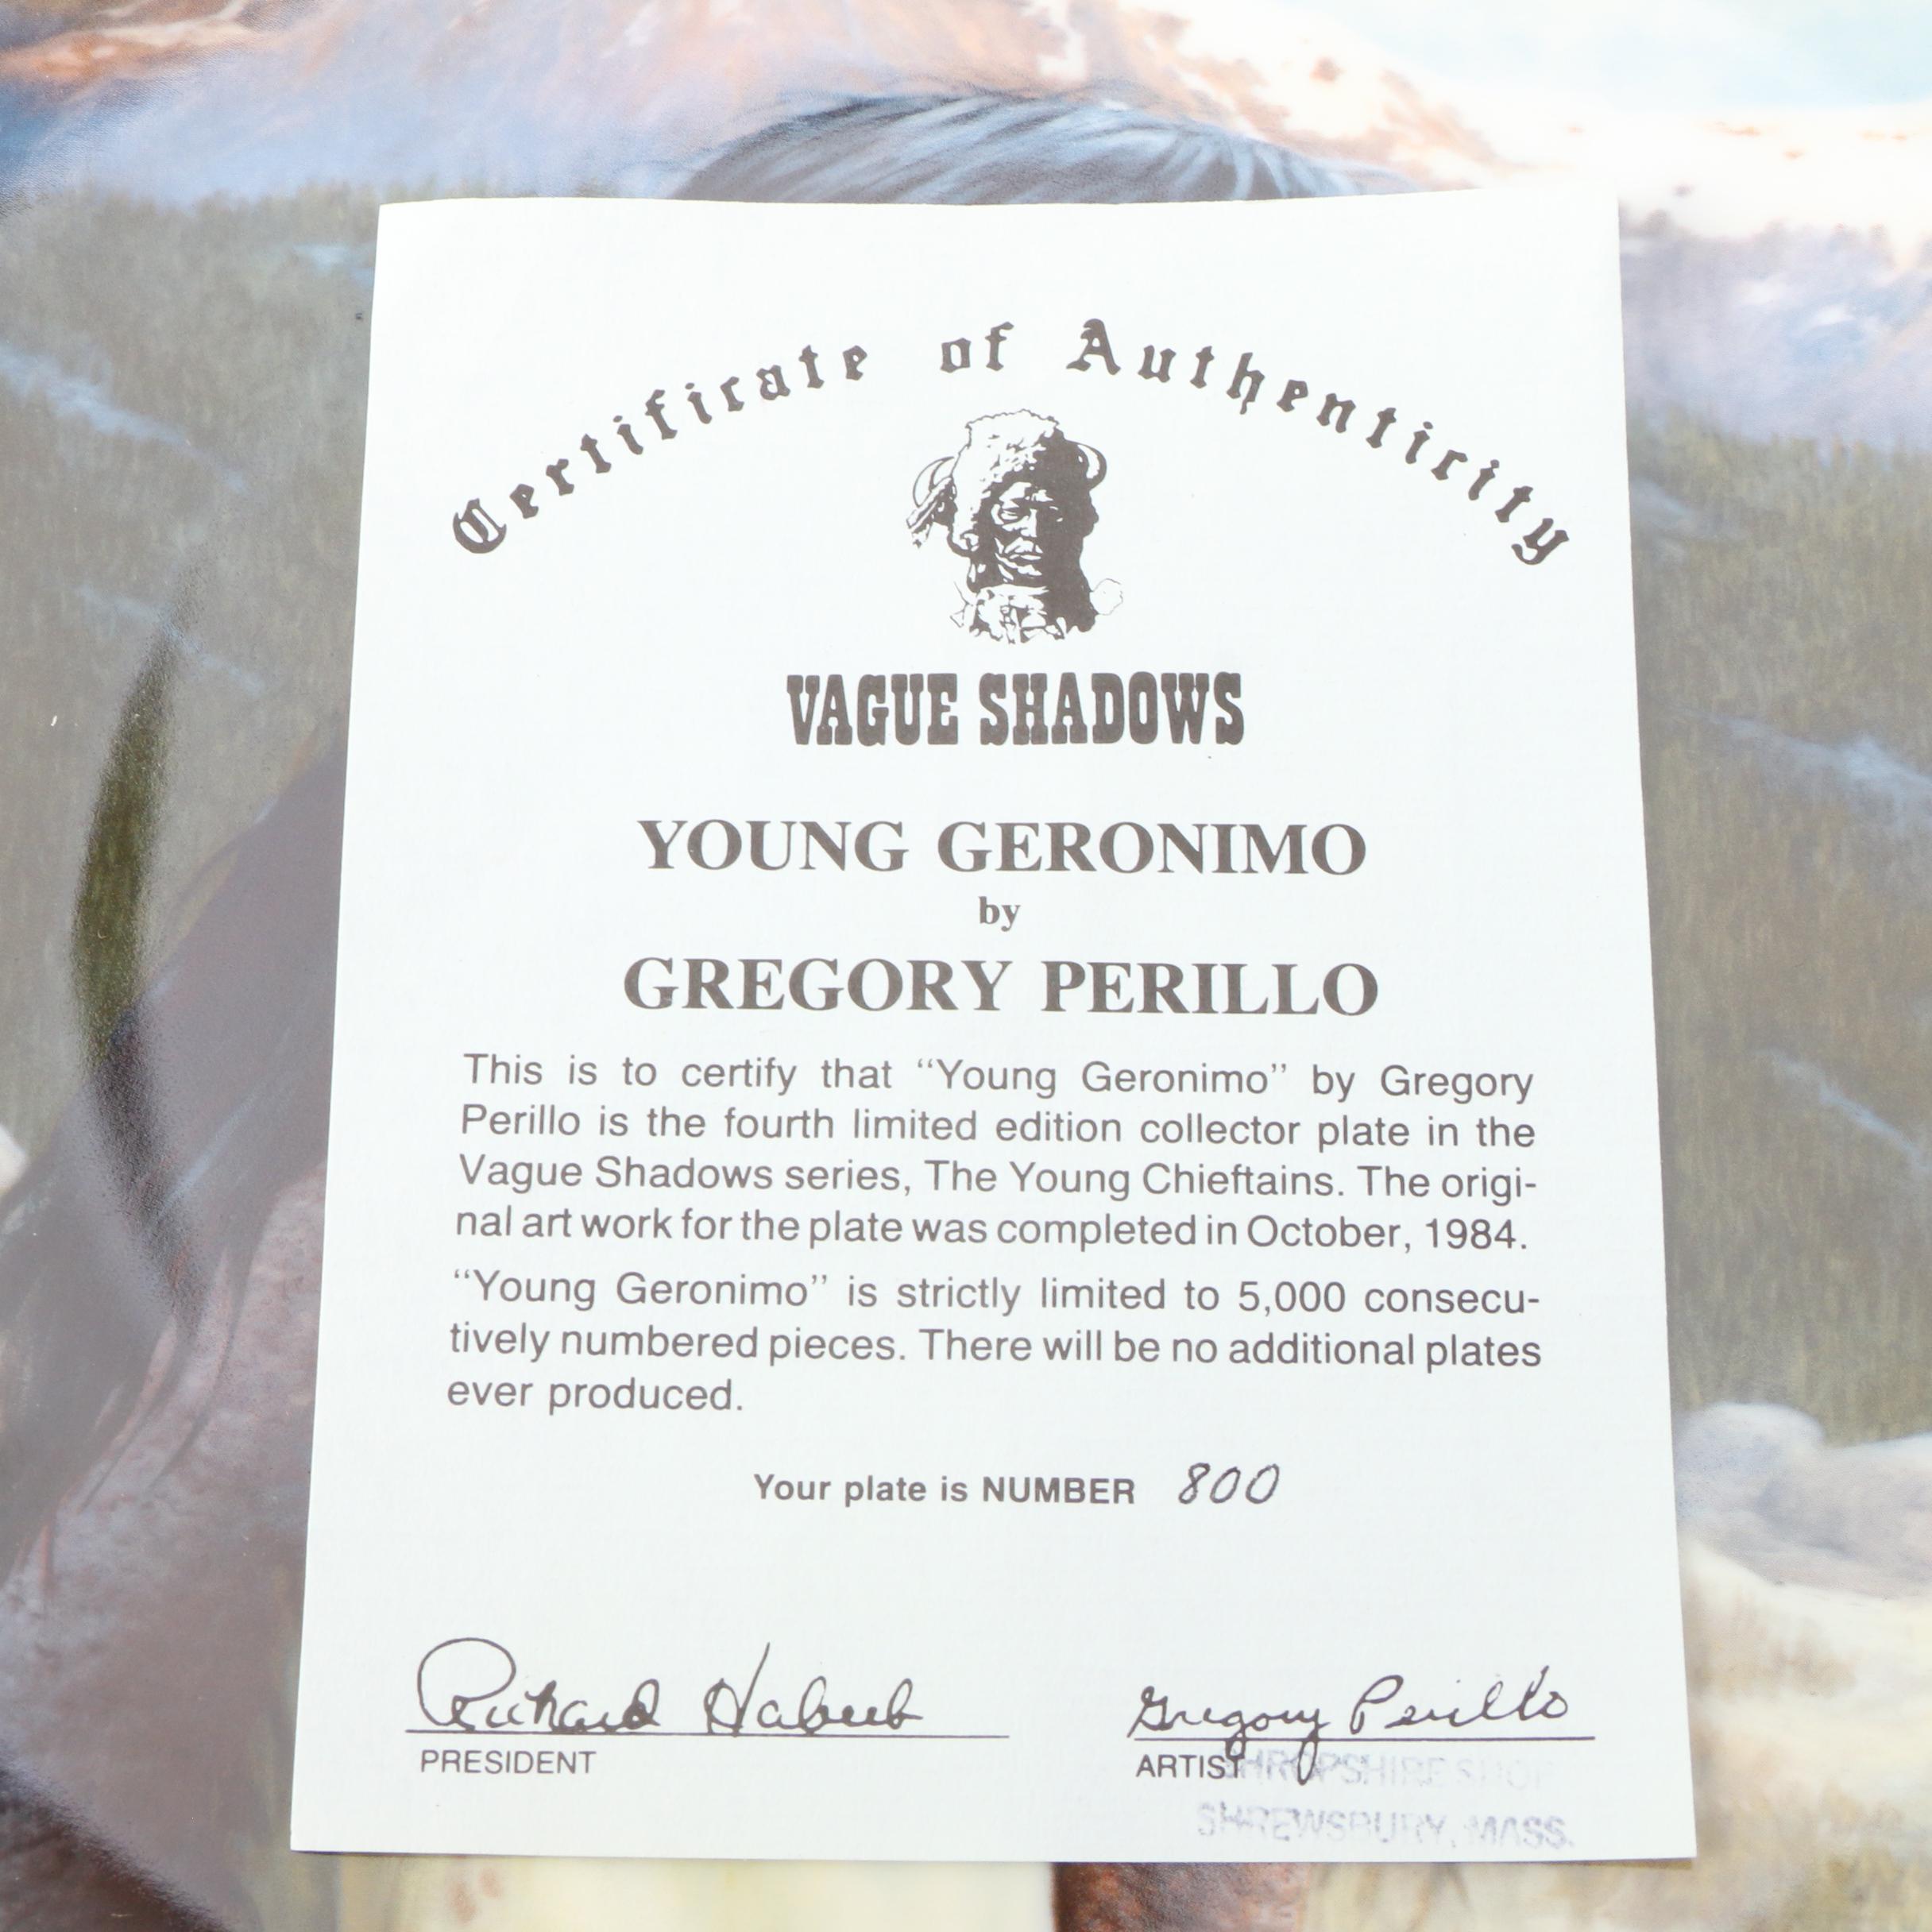 Certificate of Authenticity
VAGUE SHADOWS
YOUNG GERONIMO
by
GREGORY PERILLO
This is to certify that “Young Geronimo” by Gregory
Perillo is the fourth limited edition collector plate in the
Vague Shadows series, The Young Chieftains. The origi-
nal art work for the plate was completed in October, 1984.
“Young Geronimo” is strictly limited to 5,000 consecu-
tively numbered pieces. There will be no additional plates
ever produced.
Your plate is NUMBER 800
Richard Habeeb
PRESIDENT
Gregory Perillo
ARTIST
SHROPSHIRE SHOP
SHREWSBURY, MASS.